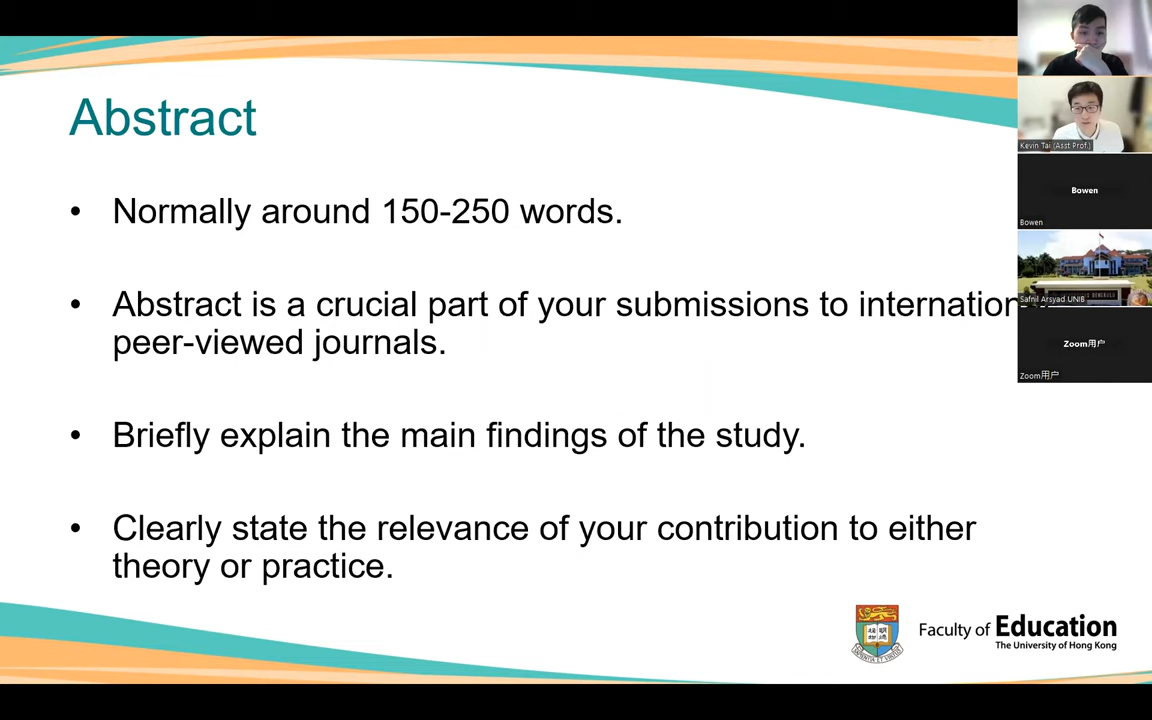 Abstract
• Normally around 150-250 words.
• Abstract is a crucial part of your submissions to internation
peer-viewed journals.
• Briefly explain the main findings of the study.
• Clearly state the relevance of your contribution to either
theory or practice.
Faculty of Education
The University of Hong Kong
Kevin Tai (Asst Prof.)
Bowen
Bowen
Safnil Arsyad UNIB
Zoom用户
Zoom用户